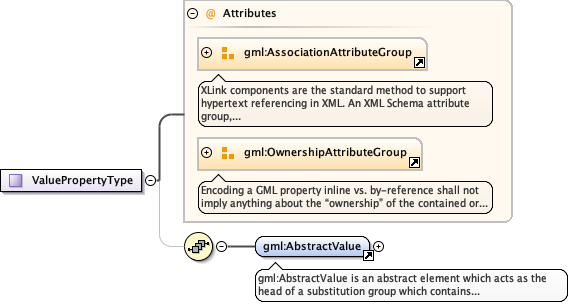 @ Attributes
gml:AssociationAttributeGroup
XLink components are the standard method to support
hypertext referencing in XML. An XML Schema attribute
group,...
gml:OwnershipAttributeGroup
Encoding a GML property inline vs. by-reference shall not
imply anything about the “ownership” of the contained or...
ValuePropertyType
gml:AbstractValue
gml:AbstractValue is an abstract element which acts as the
head of a substitution group which contains...